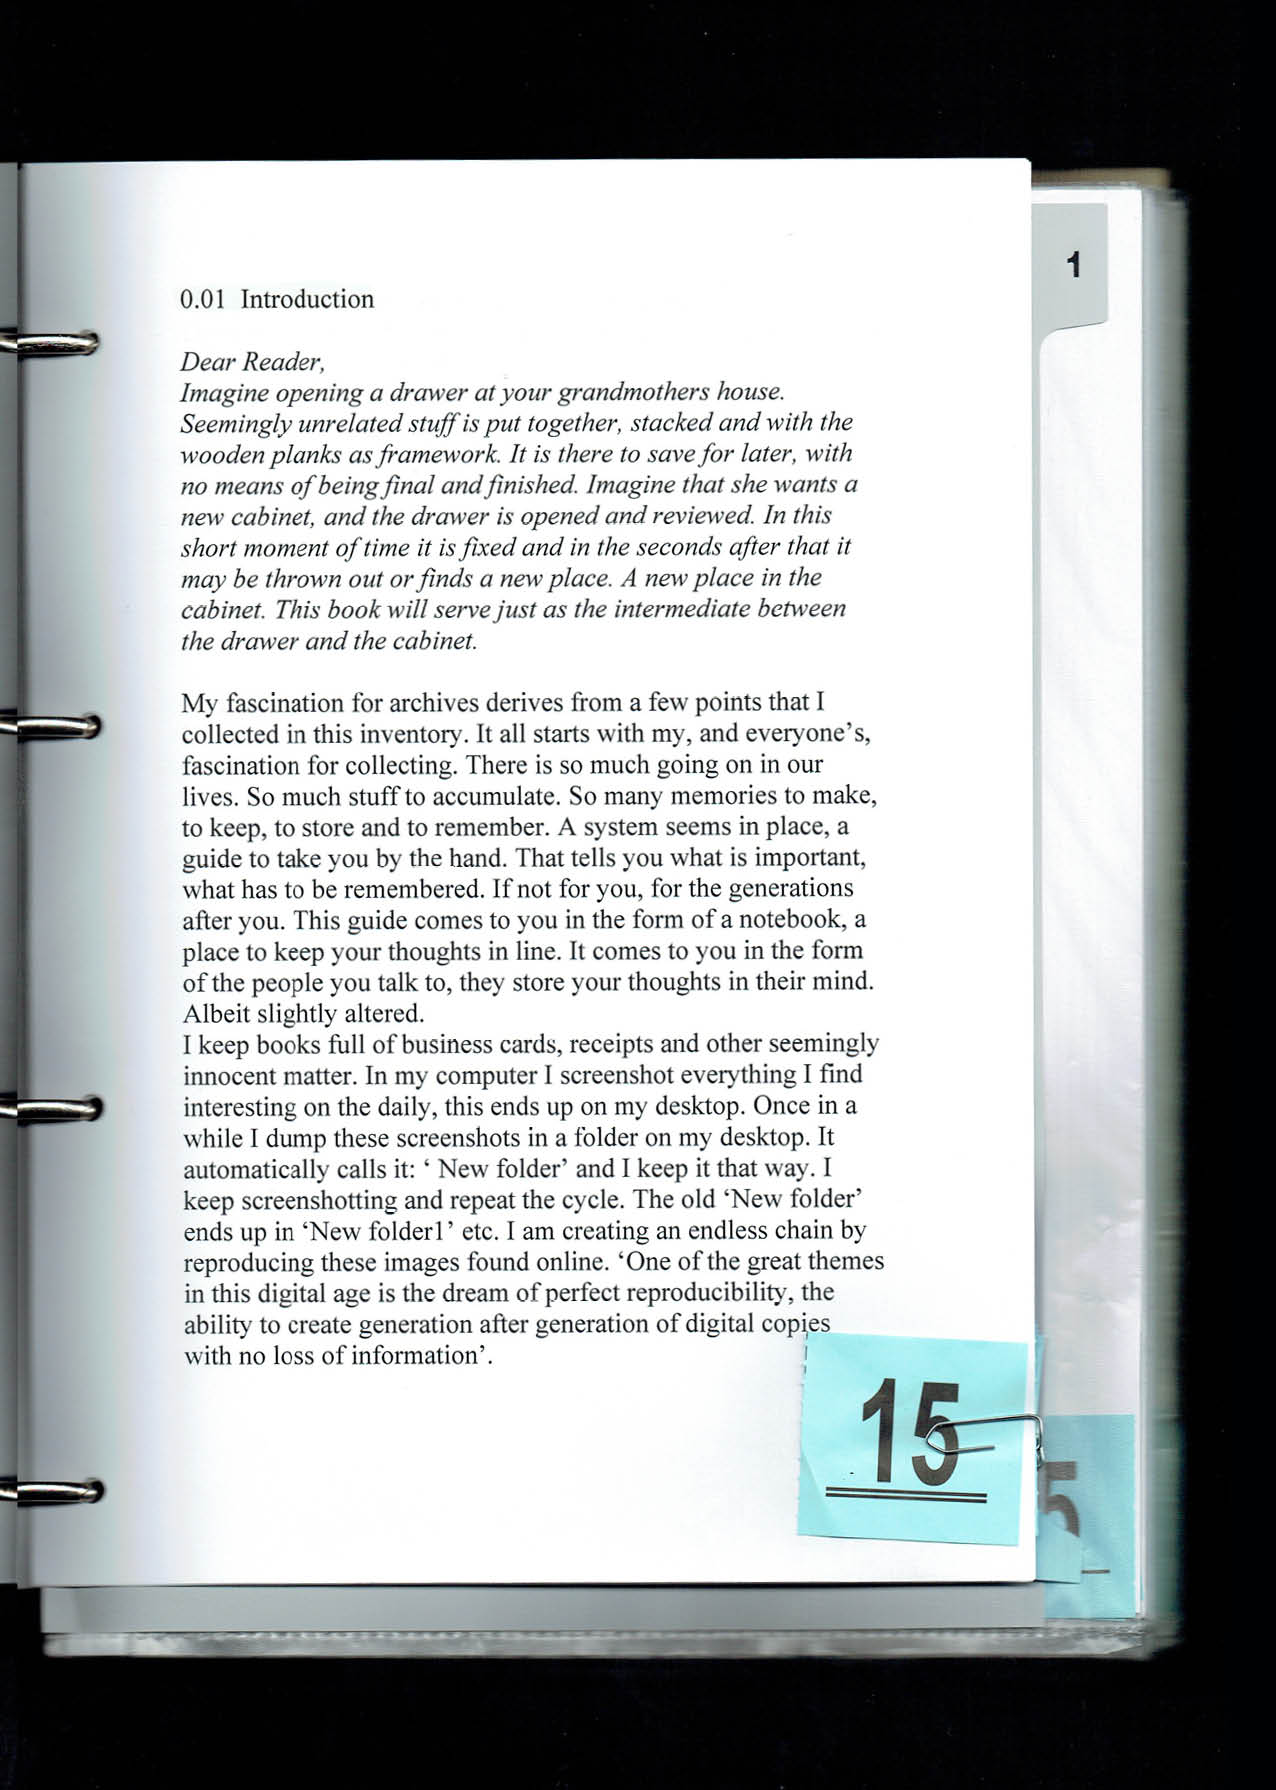 1
0.01 Introduction
Dear Reader,
Imagine opening a drawer at your grandmothers house.
Seemingly unrelated stuff is put together, stacked and with the
wooden planks as framework. It is there to save for later, with
no means of being final and finished. Imagine that she wants a
new cabinet, and the drawer is opened and reviewed. In this
short moment of time it is fixed and in the seconds after that it
may be thrown out or finds a new place. A new place in the
cabinet. This book will serve just as the intermediate between
the drawer and the cabinet.
My fascination for archives derives from a few points that I
collected in this inventory. It all starts with my, and everyone’s,
fascination for collecting. There is so much going on in our
lives. So much stuff to accumulate. So many memories to make,
to keep, to store and to remember. A system seems in place, a
guide to take you by the hand. That tells you what is important,
what has to be remembered. If not for you, for the generations
after you. This guide comes to you in the form of a notebook, a
place to keep your thoughts in line. It comes to you in the form
of the people you talk to, they store your thoughts in their mind.
Albeit slightly altered.
I keep books full of business cards, receipts and other seemingly
innocent matter. In my computer I screenshot everything I find
interesting on the daily, this ends up on my desktop. Once in a
while I dump these screenshots in a folder on my desktop. It
automatically calls it: ‘ New folder’ and I keep it that way. I
keep screenshotting and repeat the cycle. The old ‘New folder’
ends up in ‘New folder1’ etc. I am creating an endless chain by
reproducing these images found online. ‘One of the great themes
in this digital age is the dream of perfect reproducibility, the
ability to create generation after generation of digital copies
with no loss of information’.
15
5